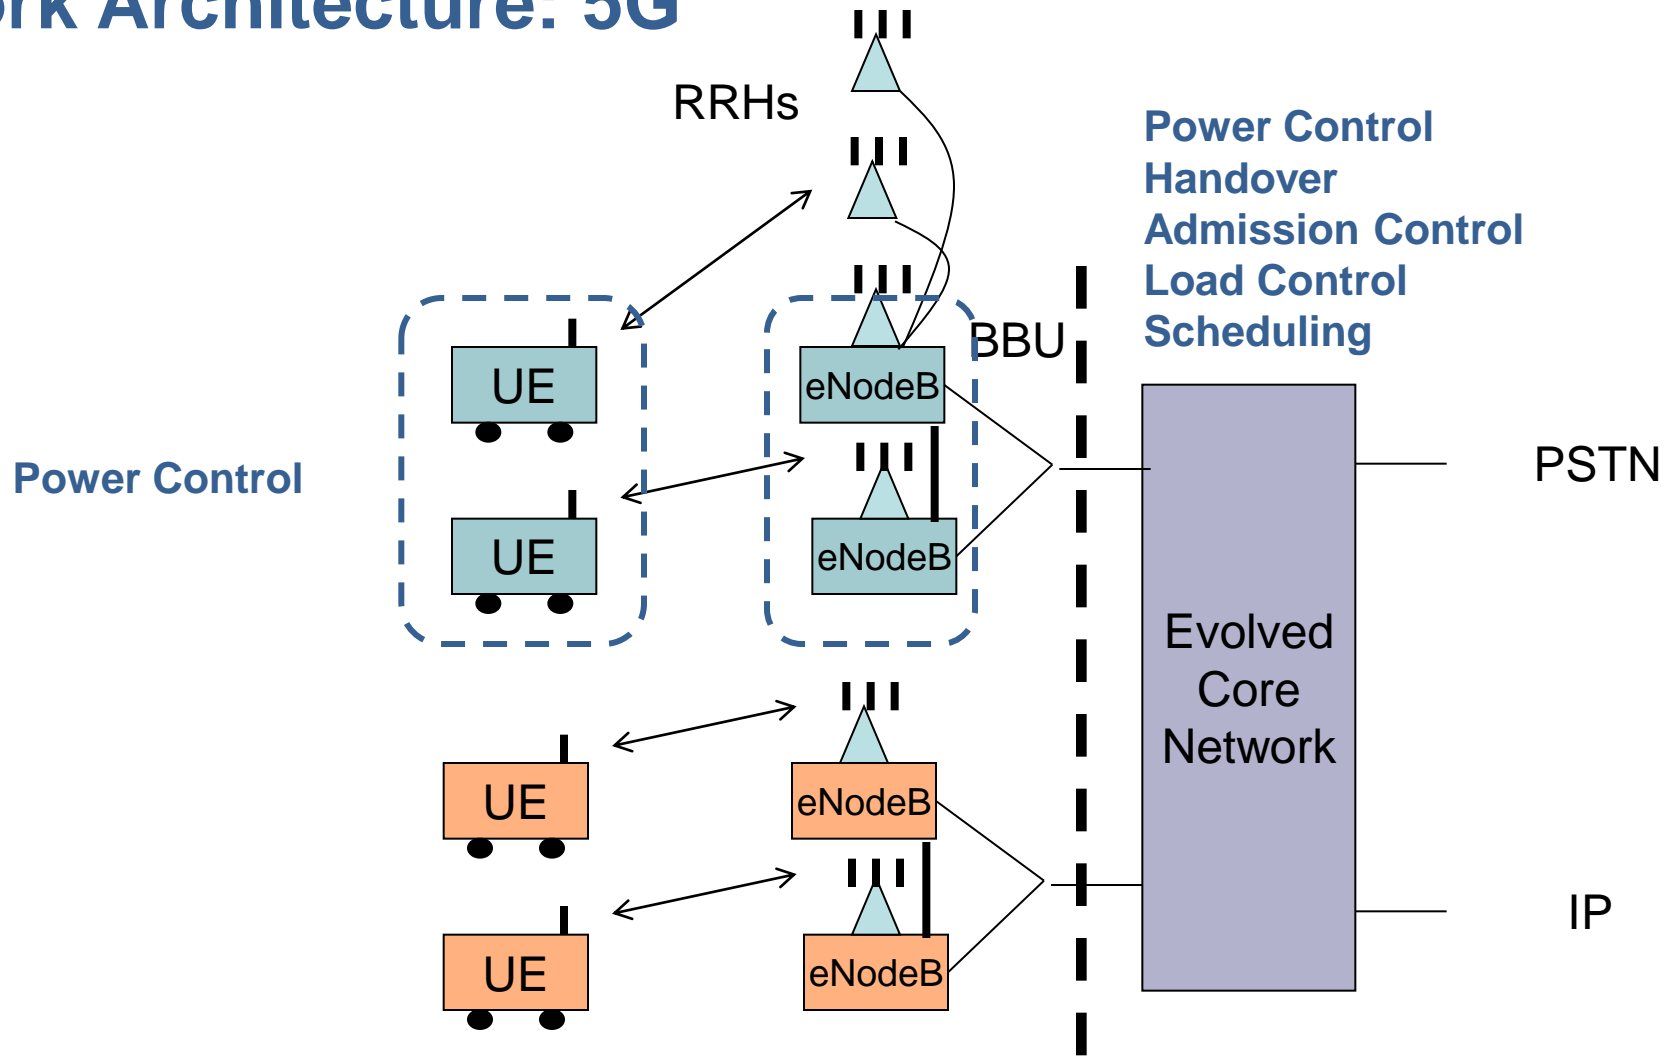 ork Architecture: 5G
RRHs
Power Control
Handover
Admission Control
Load Control
Scheduling
BBU
UE
eNodeB
Power Control
PSTN
UE
eNodeB
Evolved
Core
Network
UE
eNodeB
IP
UE
eNodeB